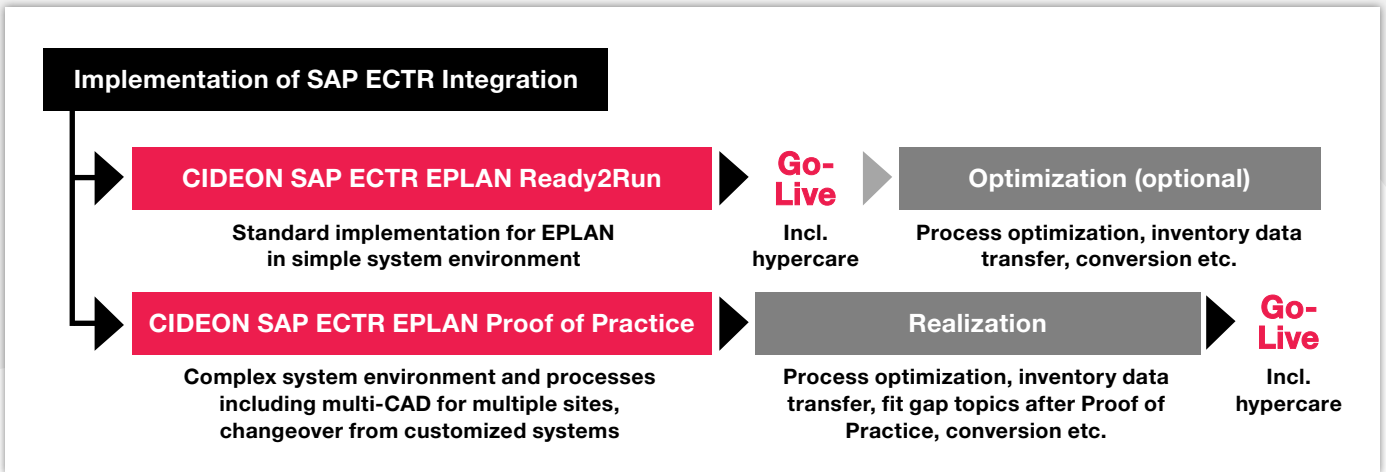 Implementation of SAP ECTR Integration
CIDEON SAP ECTR EPLAN Ready2Run
Go-
Live
Optimization (optional)
Standard implementation for EPLAN
in simple system environment
Incl.
hypercare
Process optimization, inventory data
transfer, conversion etc.
CIDEON SAP ECTR EPLAN Proof of Practice
Realization
Go-
Live
Complex system environment and processes
including multi-CAD for multiple sites,
changeover from customized systems
Process optimization, inventory data
transfer, fit gap topics after Proof of
Practice, conversion etc.
Incl.
hypercare